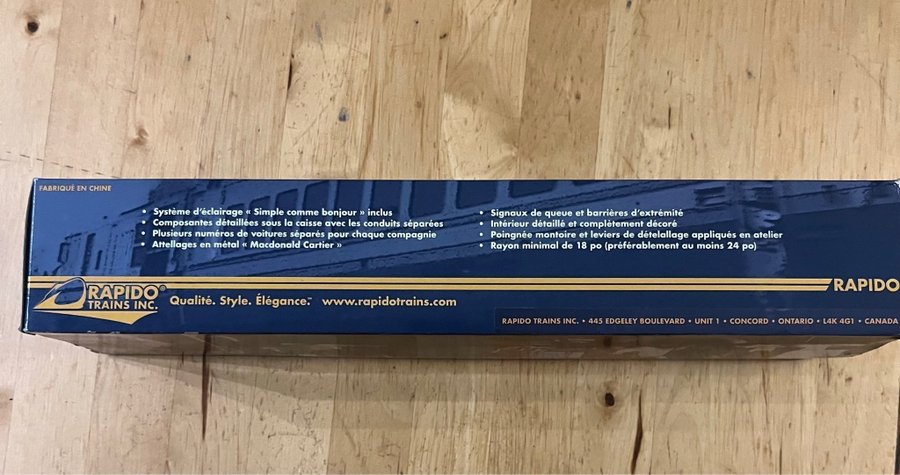 FABRIQUÉ EN CHINE
• Système d'éclairage « Simple comme bonjour » inclus
• Composantes détaillées sous la caisse avec les conduits séparées
• Plusieurs numéros de voitures séparés pour chaque compagnie
• Attellages en métal « Macdonald Cartier »
• Signaux de queue et barrières d'extrémité
• Intérieur détaillé et complètement décoré
• Poingnée mantoire et leviers de dételallage appliqués en atelier
• Rayon minimal de 18 po (préférablement au moins 24 po)
RAPIDO®
TRAINS INC.
Qualité. Style. Élégance.™ www.rapidotrains.com
RAPIDO
RAPIDO TRAINS INC. • 445 EDGELEY BOULEVARD • UNIT 1 • CONCORD • ONTARIO • L4K 4G1 • CANADA